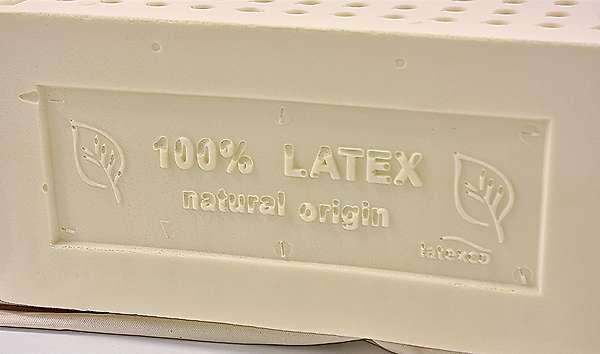 100% LATEX
natural origin
latexco